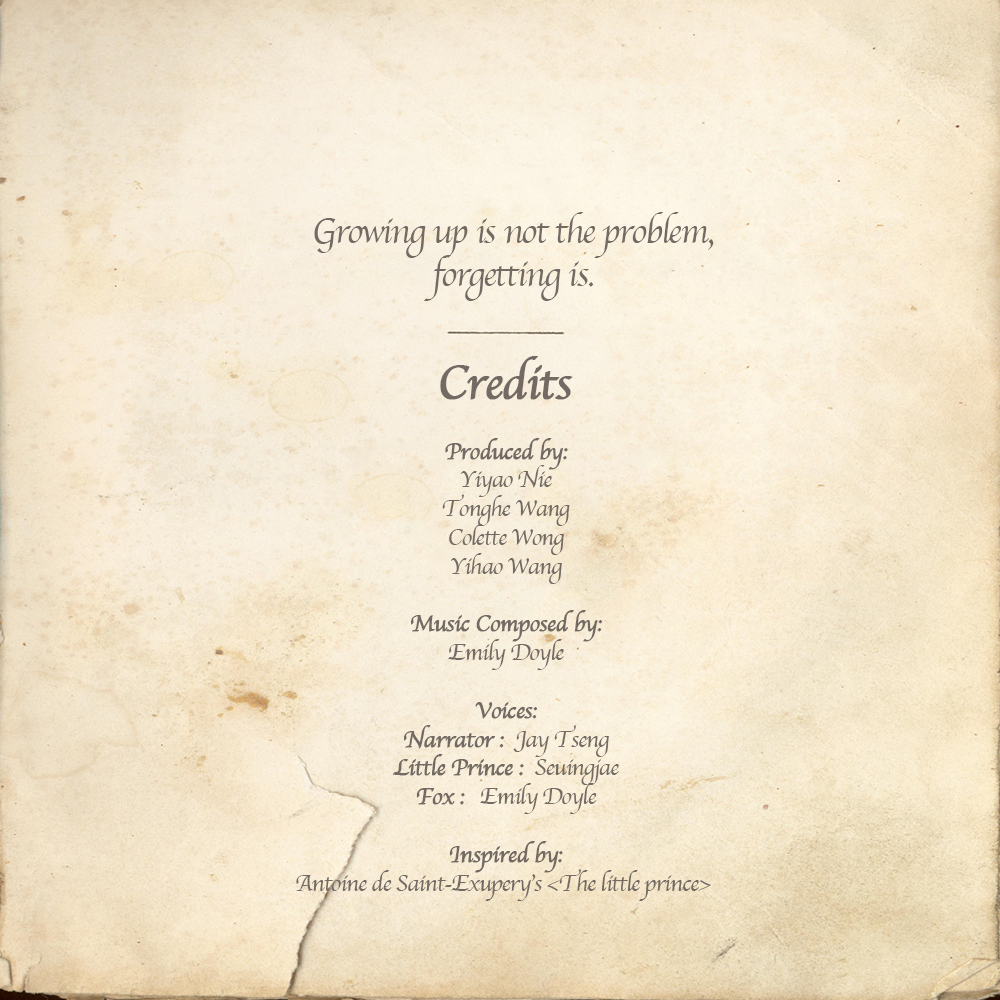 Growing up is not the problem,
forgetting is.
Credits
Produced by:
Yiyao Nie
Tonghe Wang
Colette Wong
Yihao Wang
Music Composed by:
Emily Doyle
Voices:
Narrator : Jay Tseng
Little Prince : Seuingjae
Fox : Emily Doyle
Inspired by:
Antoine de Saint-Exupery's <The little prince>